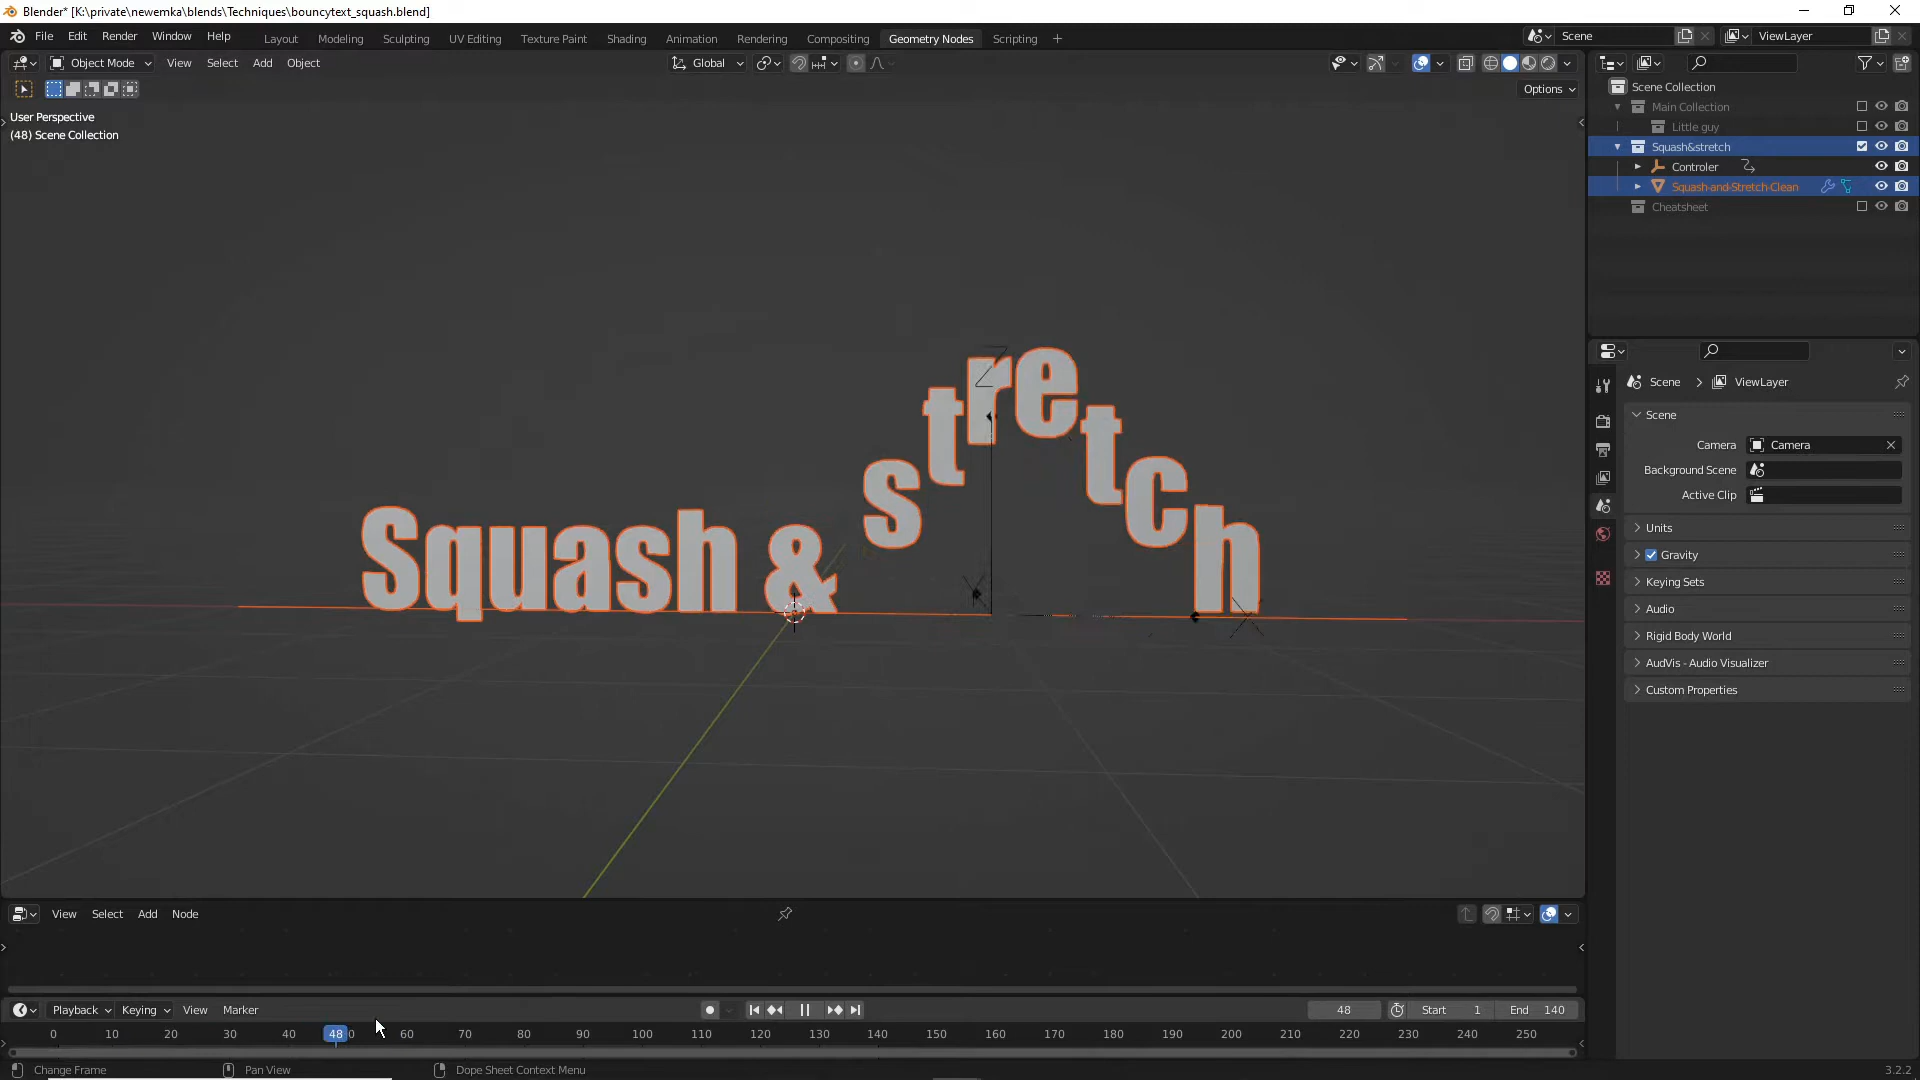 Blender* [K:\private\newemka\blends\Techniques\bouncytext_squash.blend]
File Edit Render Window Help Layout Modeling Sculpting UV Editing Texture Paint Shading Animation Rendering Compositing Geometry Nodes Scripting + Scene ViewLayer
Object Mode View Select Add Object Global
Options
User Perspective
(48) Scene Collection
Squash & stretch
Scene Collection
Main Collection
Little guy
Squash&stretch
Controler
Squash-and-Stretch-Clean
Cheatsheet
Scene > ViewLayer
Scene
Camera Camera
Background Scene
Active Clip
Units
Gravity
Keying Sets
Audio
Rigid Body World
AudVis - Audio Visualizer
Custom Properties
View Select Add Node
Playback Keying View Marker 48 Start 1 End 140
0 10 20 30 40 48 0 60 70 80 90 100 110 120 130 140 150 160 170 180 190 200 210 220 230 240 250
Change Frame Pan View Dope Sheet Context Menu 3.2.2